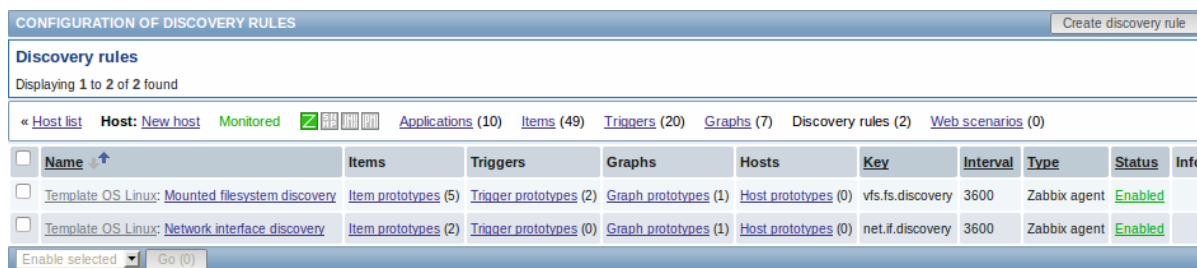 CONFIGURATION OF DISCOVERY RULES Create discovery rule
Discovery rules
Displaying 1 to 2 of 2 found
« Host list Host: New host Monitored Z SNMP JMX IPMI Applications (10) Items (49) Triggers (20) Graphs (7) Discovery rules (2) Web scenarios (0)
Name Items Triggers Graphs Hosts Key Interval Type Status Info
Template OS Linux: Mounted filesystem discovery Item prototypes (5) Trigger prototypes (2) Graph prototypes (1) Host prototypes (0) vfs.fs.discovery 3600 Zabbix agent Enabled
Template OS Linux: Network interface discovery Item prototypes (2) Trigger prototypes (0) Graph prototypes (1) Host prototypes (0) net.if.discovery 3600 Zabbix agent Enabled
Enable selected Go (0)